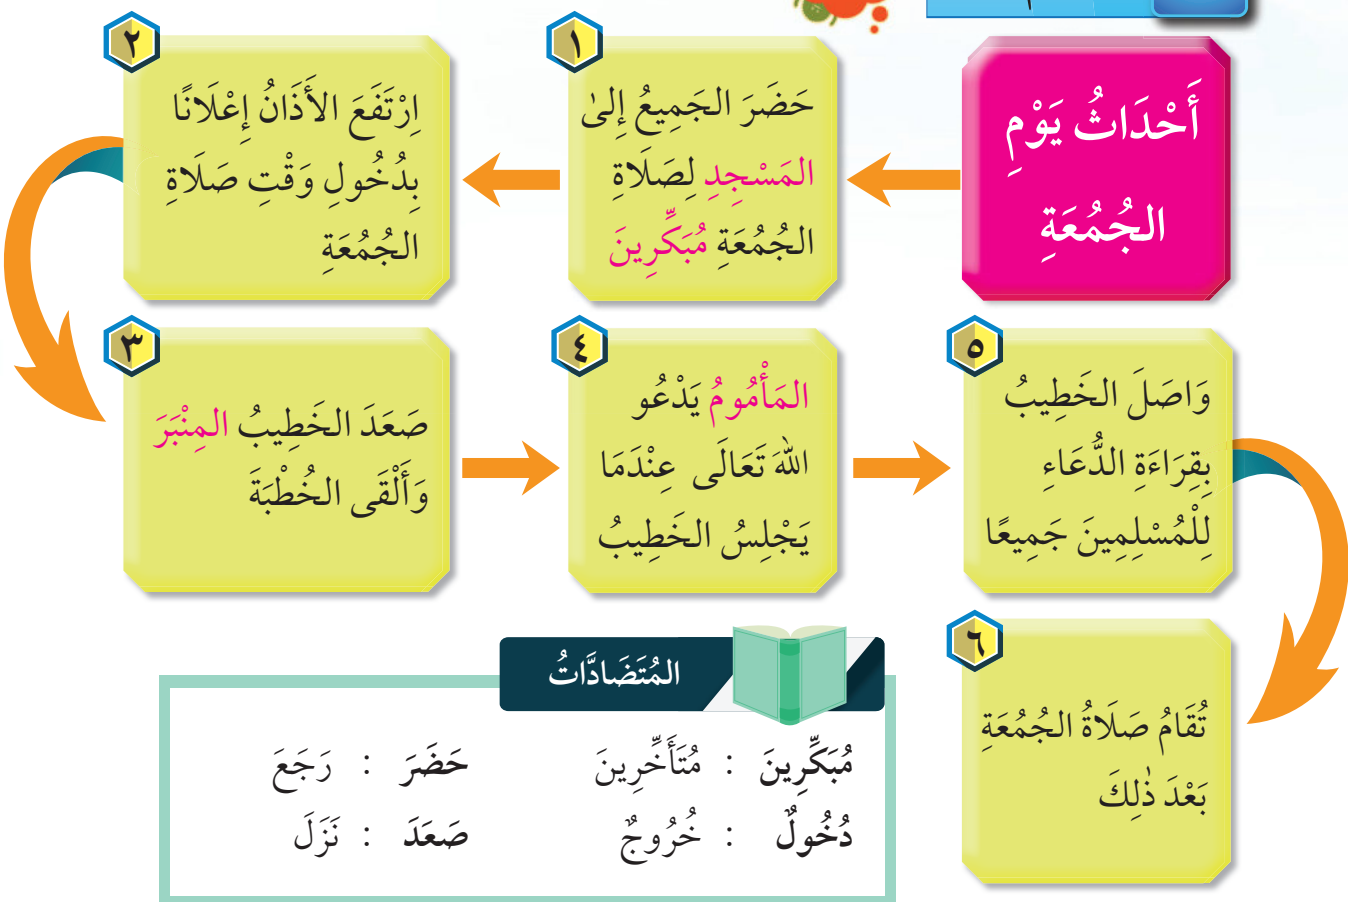 أَحْدَاثُ يَوْمِ
الجُمُعَةِ
١
حَضَرَ الجَمِيعُ إِلىٰ
المَسْجِدِ لِصَلَاةِ
الجُمُعَةِ مُبَكِّرِينَ
٢
اِرْتَفَعَ الأَذَانُ إِعْلَانًا
بِدُخُولِ وَقْتِ صَلَاةِ
الجُمُعَةِ
٣
صَعَدَ الخَطِيبُ المِنْبَرَ
وَأَلْقَى الخُطْبَةَ
٤
المَأْمُومُ يَدْعُو
اللهَ تَعَالَى عِنْدَمَا
يَجْلِسُ الخَطِيبُ
٥
وَاصَلَ الخَطِيبُ
بِقِرَاءَةِ الدُّعَاءِ
لِلْمُسْلِمِينَ جَمِيعًا
٦
تُقَامُ صَلَاةُ الجُمُعَةِ
بَعْدَ ذٰلِكَ
المُتَضَادَّاتُ
مُبَكِّرِينَ : مُتَأَخِّرِينَ حَضَرَ : رَجَعَ
دُخُولٌ : خُرُوجٌ صَعَدَ : نَزَلَ